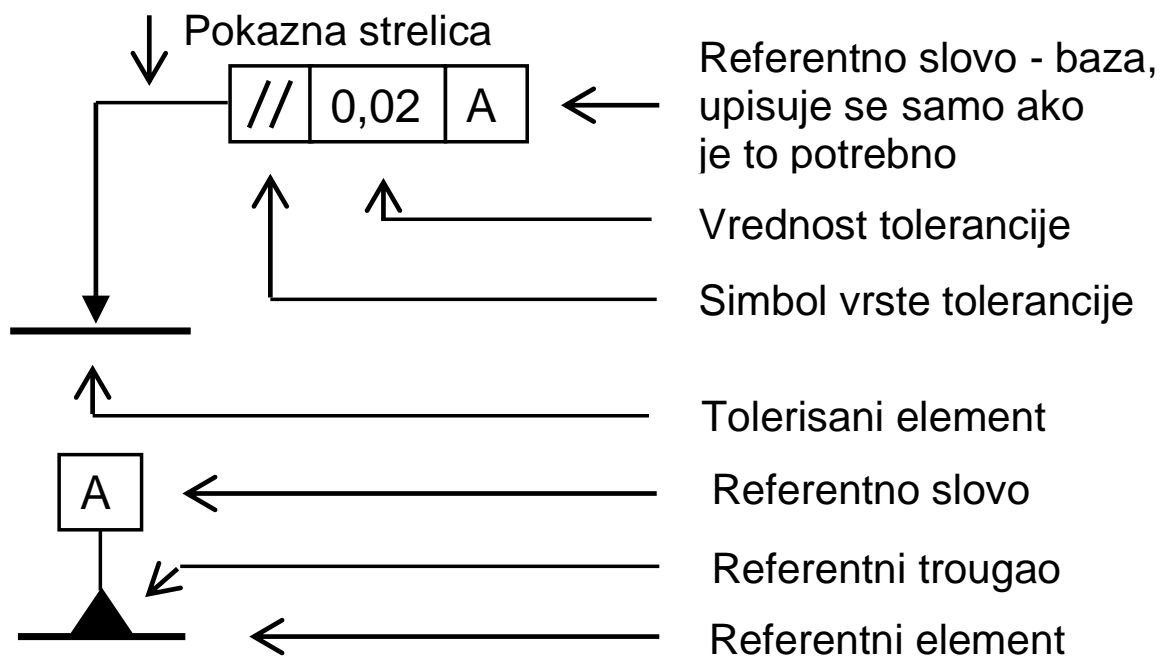 Pokazna strelica
// 0,02 A
Referentno slovo - baza,
upisuje se samo ako
je to potrebno
Vrednost tolerancije
Simbol vrste tolerancije
Tolerisani element
A
Referentno slovo
Referentni trougao
Referentni element